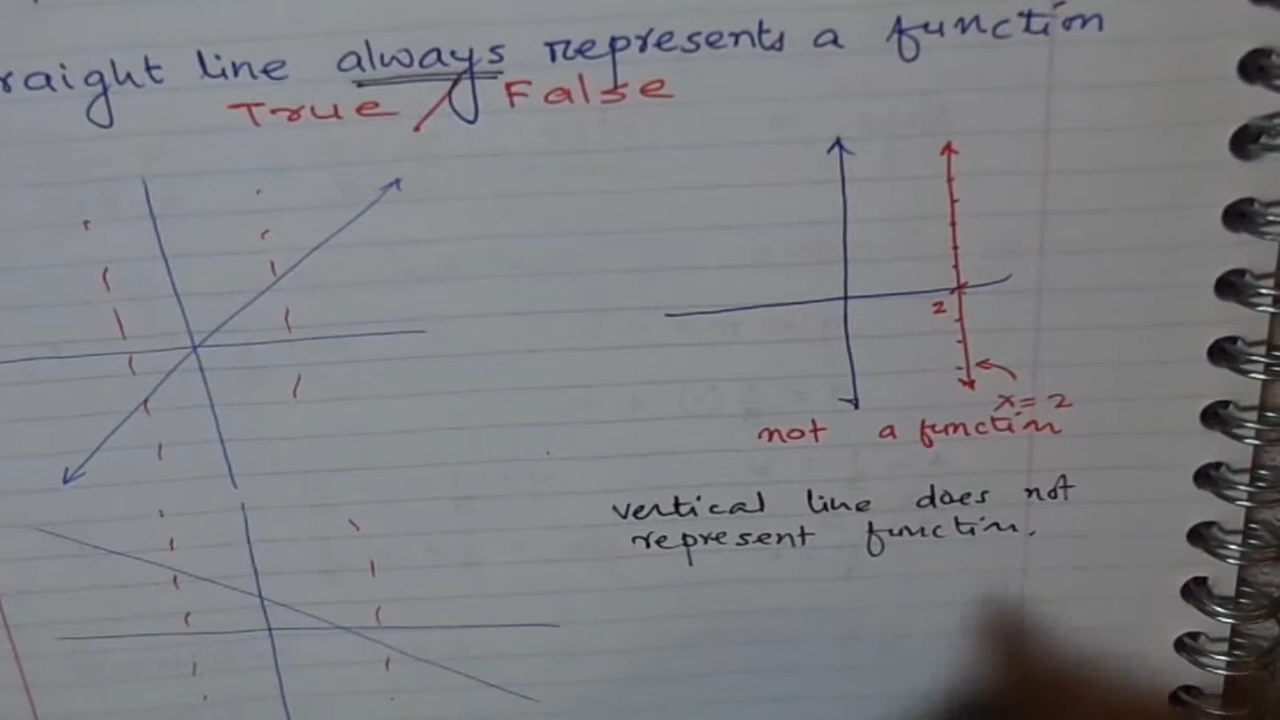 raight line always represents a function
True / False
2
x = 2
not a function
vertical line does not
represent function.